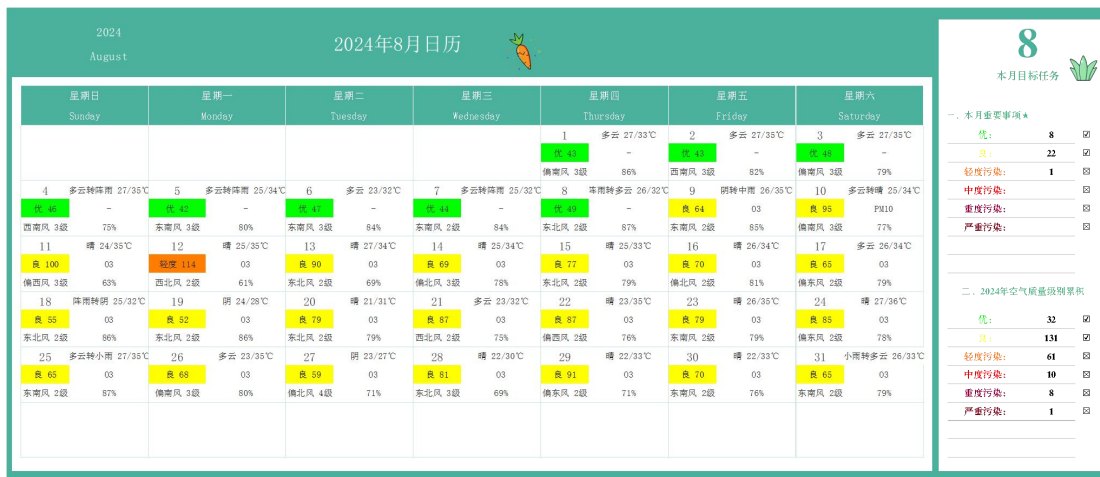 2024
August
2024年8月日历
星期日 星期一 星期二 星期三 星期四 星期五 星期六
Sunday Monday Tuesday Wednesday Thursday Friday Saturday
1 多云 27/33℃ 2 多云 27/35℃ 3 多云 27/35℃
优 43 - 优 43 - 优 48 -
偏南风 3级 86% 西南风 3级 82% 偏南风 3级 79%
4 多云转阵雨 27/35℃ 5 多云转阵雨 25/34℃ 6 多云 23/32℃ 7 多云转阵雨 25/32℃ 8 阵雨转多云 26/32℃ 9 阴转中雨 26/35℃ 10 多云转晴 25/34℃
优 46 - 优 42 - 优 47 - 优 44 - 优 49 - 良 64 O3 良 95 PM10
西南风 3级 75% 东南风 3级 80% 东南风 3级 84% 东南风 2级 84% 东北风 2级 87% 东南风 2级 85% 偏南风 3级 77%
11 晴 24/35℃ 12 晴 25/35℃ 13 晴 27/34℃ 14 晴 25/34℃ 15 晴 25/33℃ 16 晴 26/34℃ 17 多云 26/34℃
良 100 O3 轻度 114 O3 良 90 O3 良 69 O3 良 77 O3 良 70 O3 良 65 O3
偏西风 3级 63% 西北风 2级 61% 东北风 2级 69% 偏北风 3级 78% 东北风 2级 79% 偏北风 2级 81% 偏东风 2级 79%
18 阵雨转阴 25/32℃ 19 阴 24/28℃ 20 晴 21/31℃ 21 多云 23/32℃ 22 晴 23/35℃ 23 晴 26/35℃ 24 晴 27/36℃
良 55 O3 良 52 O3 良 79 O3 良 87 O3 良 87 O3 良 79 O3 良 85 O3
东北风 2级 86% 东北风 2级 86% 东北风 2级 79% 西北风 2级 75% 偏西风 2级 76% 东南风 2级 79% 东南风 2级 78%
25 多云转小雨 27/35℃ 26 多云 23/35℃ 27 阴 23/27℃ 28 晴 22/30℃ 29 晴 22/33℃ 30 晴 22/33℃ 31 小雨转多云 26/33℃
良 65 O3 良 68 O3 良 59 O3 良 81 O3 良 91 O3 良 70 O3 良 65 O3
东南风 2级 87% 偏南风 3级 80% 偏北风 4级 71% 东北风 3级 69% 偏东风 2级 71% 东南风 2级 76% 东南风 2级 79%
8
本月目标任务
一、本月重要事项★
优: 8 ☑
良: 22 ☑
轻度污染: 1 ☒
中度污染: ☒
重度污染: ☒
严重污染: ☒
二、2024年空气质量级别累积
优: 32 ☑
良: 131 ☑
轻度污染: 61 ☒
中度污染: 10 ☒
重度污染: 8 ☒
严重污染: 1 ☒